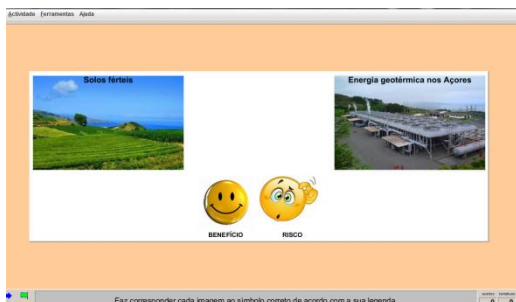 Actividade Ferramentas Ajuda
Solos férteis
Energia geotérmica nos Açores
BENEFÍCIO
RISCO
Faz corresponder cada imagem ao símbolo correto de acordo com a sua legenda